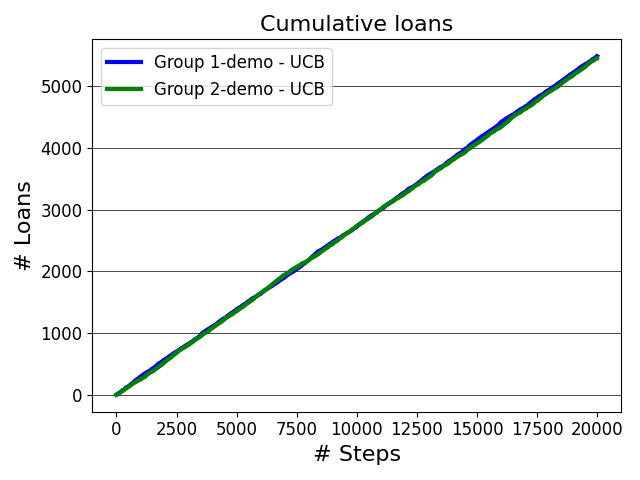 Cumulative loans
Group 1-demo - UCB
Group 2-demo - UCB
# Loans
5000
4000
3000
2000
1000
0
0 2500 5000 7500 10000 12500 15000 17500 20000
# Steps